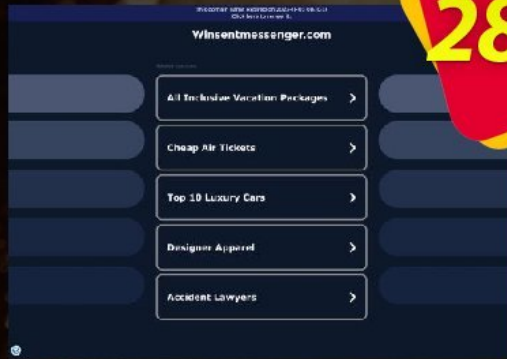 Winsentmessenger.com
28
All Inclusive Vacation Packages
Cheap Air Tickets
Top 10 Luxury Cars
Designer Apparel
Accident Lawyers